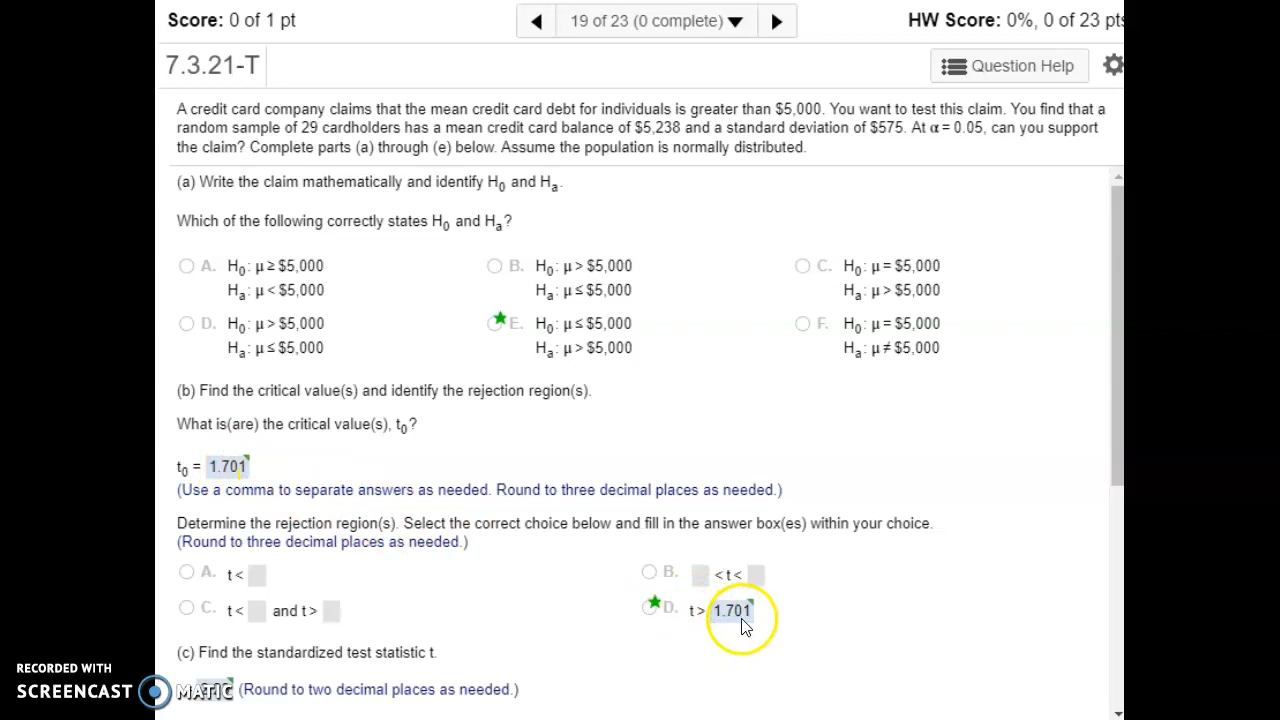 Score: 0 of 1 pt
19 of 23 (0 complete)
HW Score: 0%, 0 of 23 pts
7.3.21-T
Question Help
A credit card company claims that the mean credit card debt for individuals is greater than $5,000. You want to test this claim. You find that a
random sample of 29 cardholders has a mean credit card balance of $5,238 and a standard deviation of $575. At α = 0.05, can you support
the claim? Complete parts (a) through (e) below. Assume the population is normally distributed.
(a) Write the claim mathematically and identify H0 and Ha.
Which of the following correctly states H0 and Ha?
A. H0: μ ≥ $5,000
Ha: μ < $5,000
B. H0: μ > $5,000
Ha: μ ≤ $5,000
C. H0: μ = $5,000
Ha: μ > $5,000
D. H0: μ > $5,000
Ha: μ ≤ $5,000
E. H0: μ ≤ $5,000
Ha: μ > $5,000
F. H0: μ = $5,000
Ha: μ ≠ $5,000
(b) Find the critical value(s) and identify the rejection region(s).
What is(are) the critical value(s), t0?
t0 = 1.701
(Use a comma to separate answers as needed. Round to three decimal places as needed.)
Determine the rejection region(s). Select the correct choice below and fill in the answer box(es) within your choice.
(Round to three decimal places as needed.)
A. t <
B. < t <
C. t < and t >
D. t > 1.701
(c) Find the standardized test statistic t.
(Round to two decimal places as needed.)
RECORDED WITH
SCREENCAST MATIC